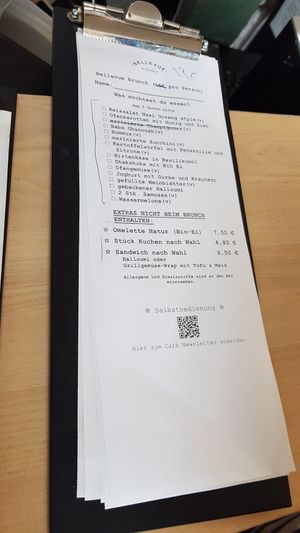 BELLEVUE
Bellevue Brunch pro Person)
Name:
Was möchtest du essen?
☐ Reissalat Nasi Goreng style(v)
☐ Ofenkarotten mit Honig und Zimt
☐ marinierte Champignons(v)
☐ Baba Ghanoush(v)
☐ Hummus(v)
☐ marinierte Zucchini(v)
☐ Kartoffelwürfel mit Petersilie und Zitrone(v)
☐ Hirtenkäse in Basilikumöl
☐ Shakshuka mit BIO Ei
☐ Ofengemüse(v)
☐ Joghurt mit Gurke und Kräutern
☐ gefüllte Weinblätter(v)
☐ gebackener Halloumi
☐ 2 Stk. Samosas(v)
☐ Wassermelone(v)
EXTRAS NICHT BEIM BRUNCH
ENTHALTEN:
☆ Omelette Natur (Bio-Ei) 7,50 €
☆ Stück Kuchen nach Wahl 4,80 €
☆ Sandwich nach Wahl 6,50 €
Halloumi oder
Grillgemüse-Wrap mit Tofu & Mais
Allergene und Zusatzstoffe sind an der Bar
einzusehen
☆ Selbstbedienung ☆
Hier zum Café Newsletter anmelden